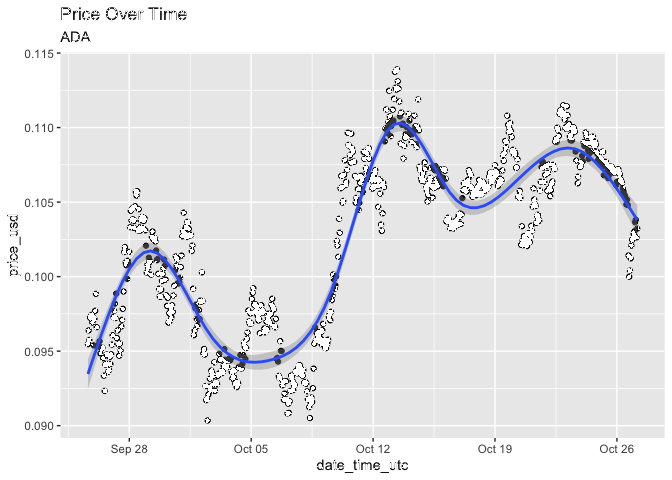 Price Over Time
ADA
0.115
0.110
0.105
0.100
0.095
0.090
price_usd
Sep 28
Oct 05
Oct 12
Oct 19
Oct 26
date_time_utc